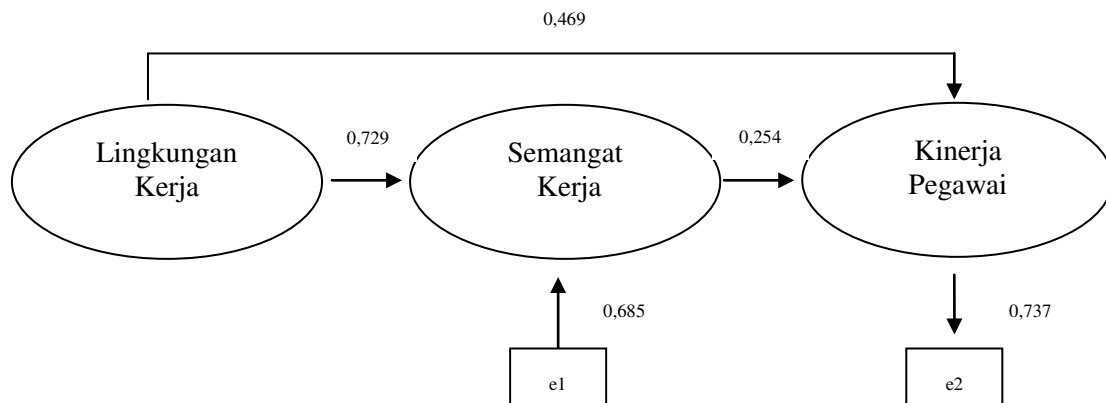 0,469
Lingkungan
Kerja
0,729
Semangat
Kerja
0,254
Kinerja
Pegawai
0,685
0,737
e1
e2